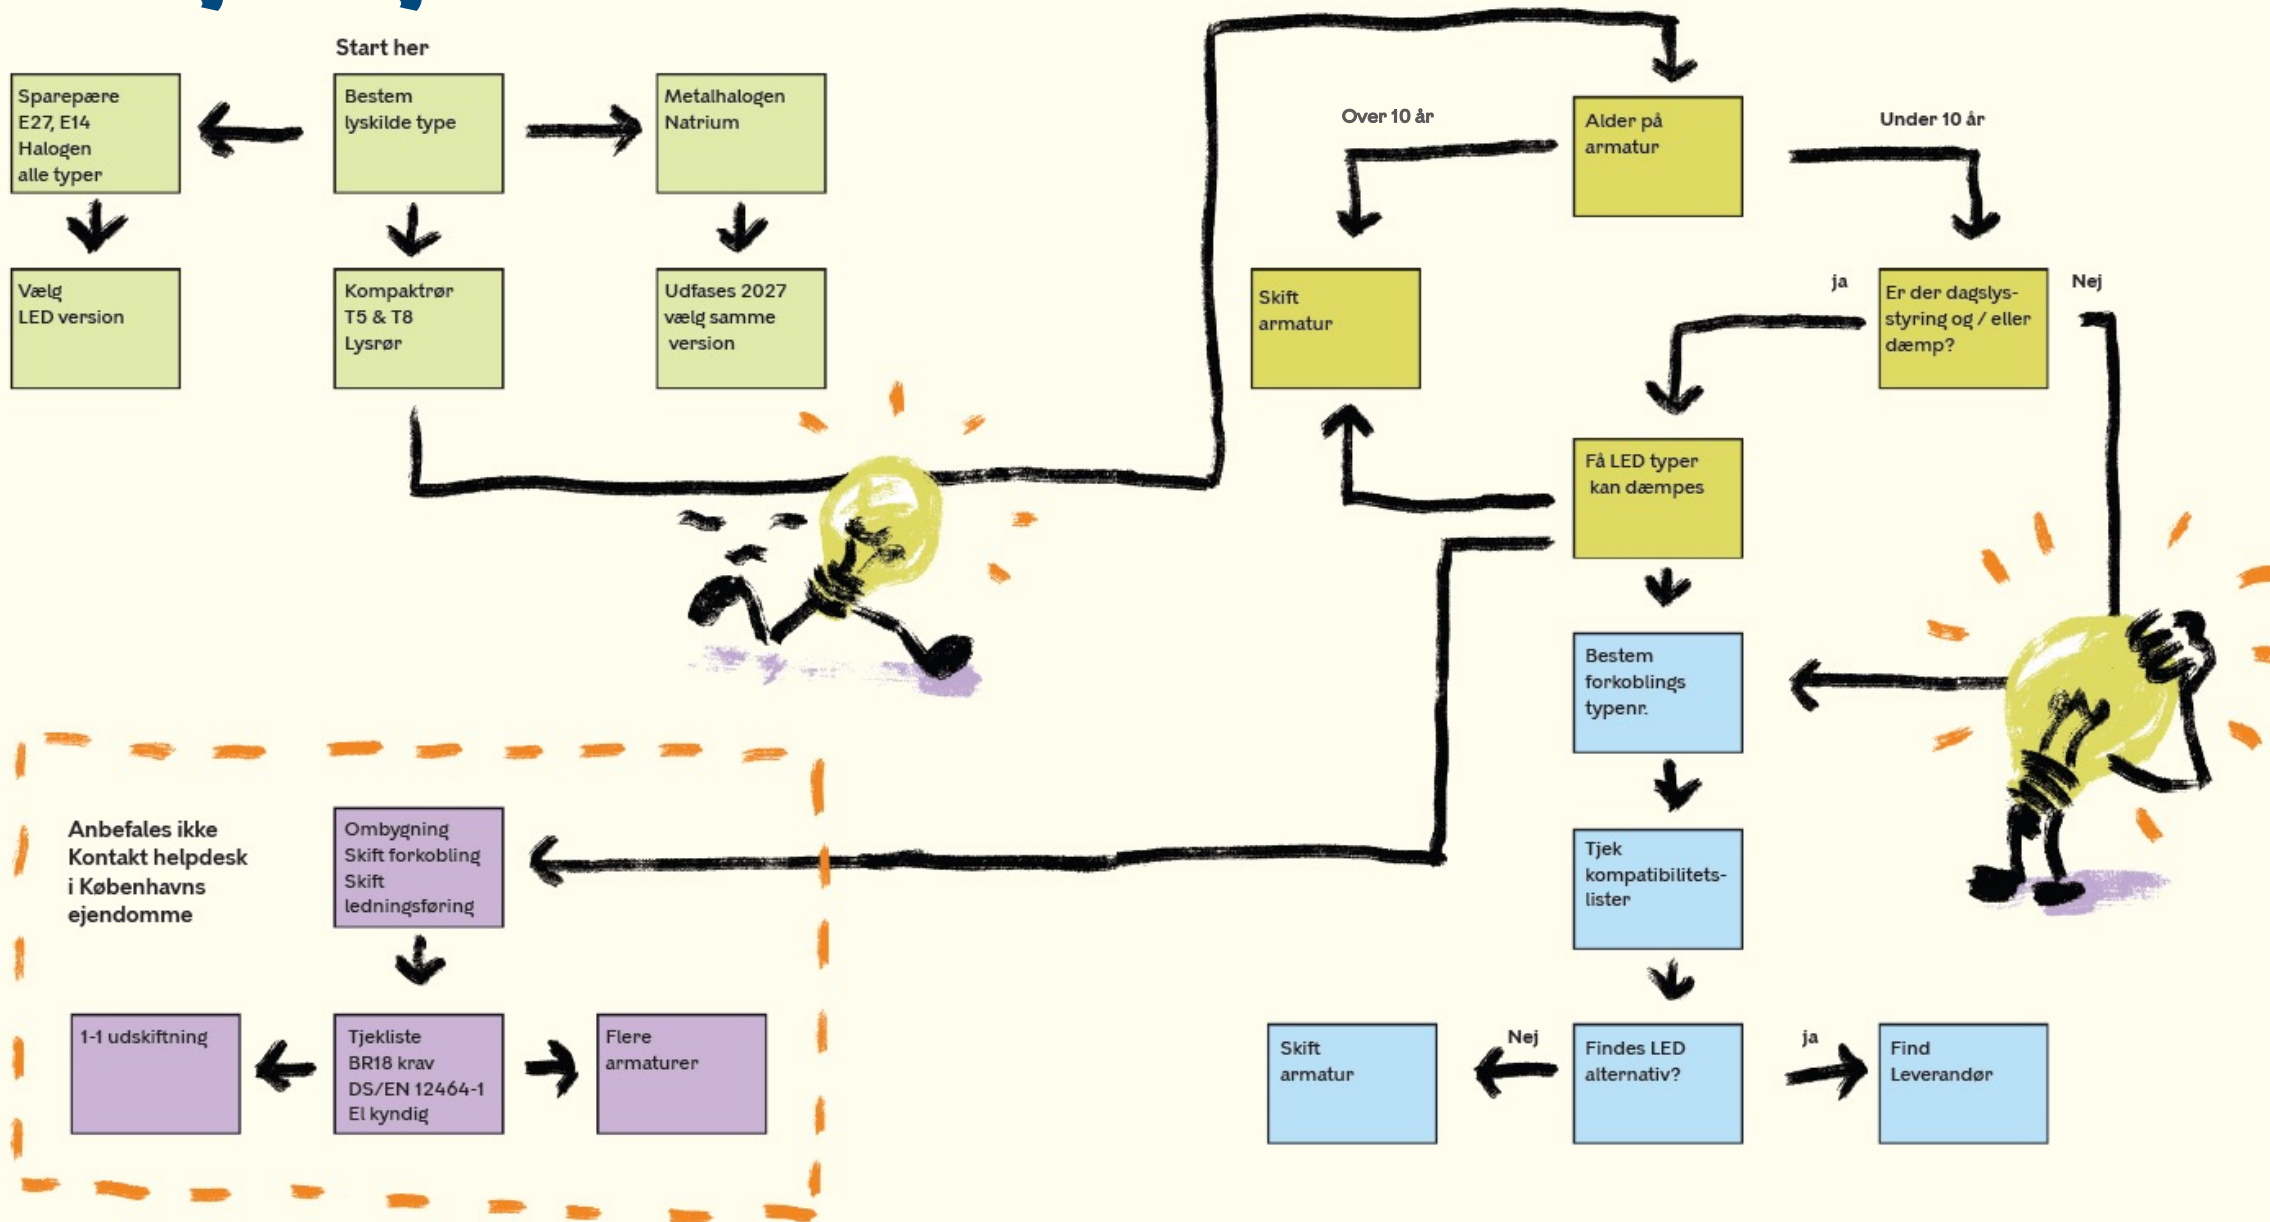 Start her
Sparepære
E27, E14
Halogen
alle typer
Bestem
lyskilde type
Metalhalogen
Natrium
Vælg
LED version
Kompaktrør
T5 & T8
Lysrør
Udfases 2027
vælg samme
version
Over 10 år
Alder på
armatur
Under 10 år
Skift
armatur
ja
Er der dagslys-
styring og / eller
dæmp?
Nej
Få LED typer
kan dæmpes
Bestem
forkoblings
typenr.
Tjek
kompatibilitets-
lister
Skift
armatur
Nej
Findes LED
alternativ?
ja
Find
Leverandør
Anbefales ikke
Kontakt helpdesk
i Københavns
ejendomme
Ombygning
Skift forkobling
Skift
ledningsføring
1-1 udskiftning
Tjekliste
BR18 krav
DS/EN 12464-1
El kyndig
Flere
armaturer